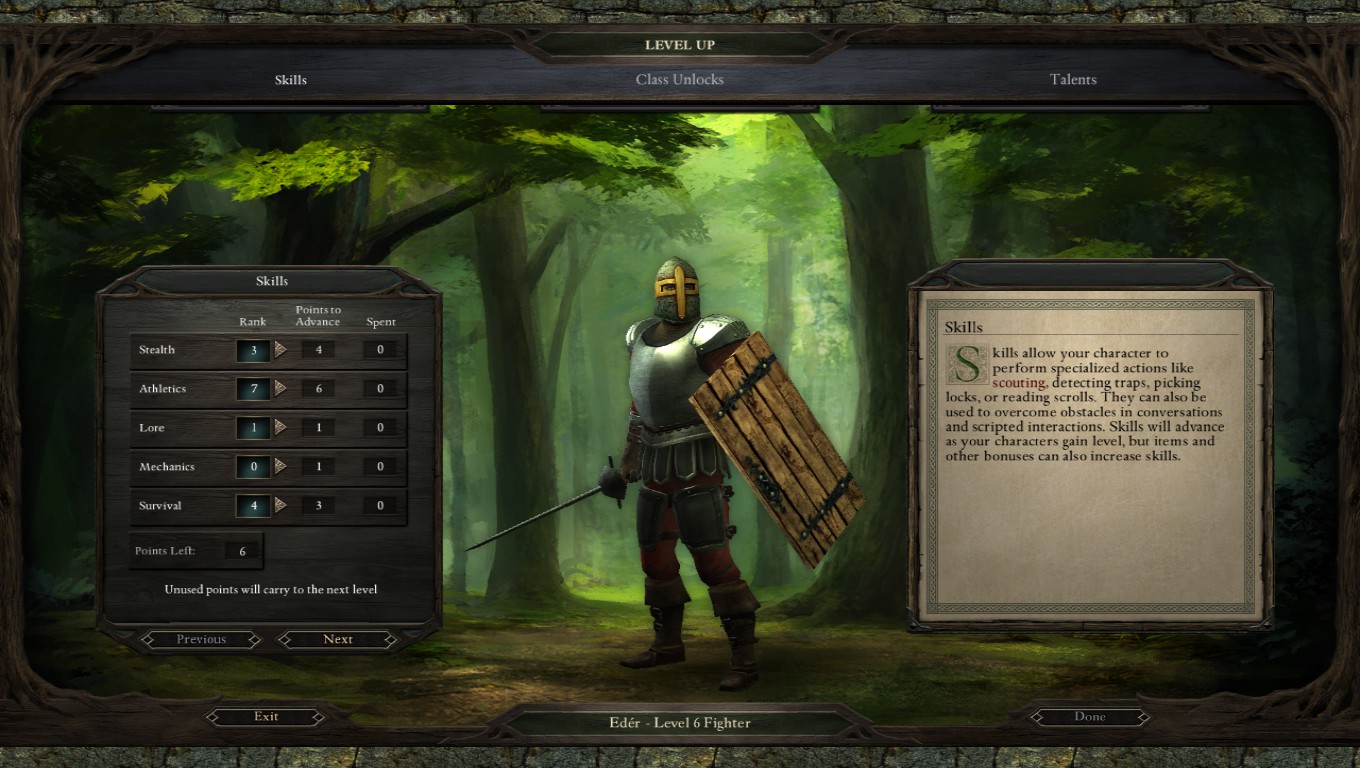 LEVEL UP
Skills
Class Unlocks
Talents
Skills
Rank
Points to
Advance
Spent
Stealth 3 4 0
Athletics 7 6 0
Lore 1 1 0
Mechanics 0 1 0
Survival 4 3 0
Points Left: 6
Unused points will carry to the next level
Previous
Next
Skills
Skills allow your character to
perform specialized actions like
scouting, detecting traps, picking
locks, or reading scrolls. They can also be
used to overcome obstacles in conversations
and scripted interactions. Skills will advance
as your characters gain level, but items and
other bonuses can also increase skills.
Exit
Edér - Level 6 Fighter
Done